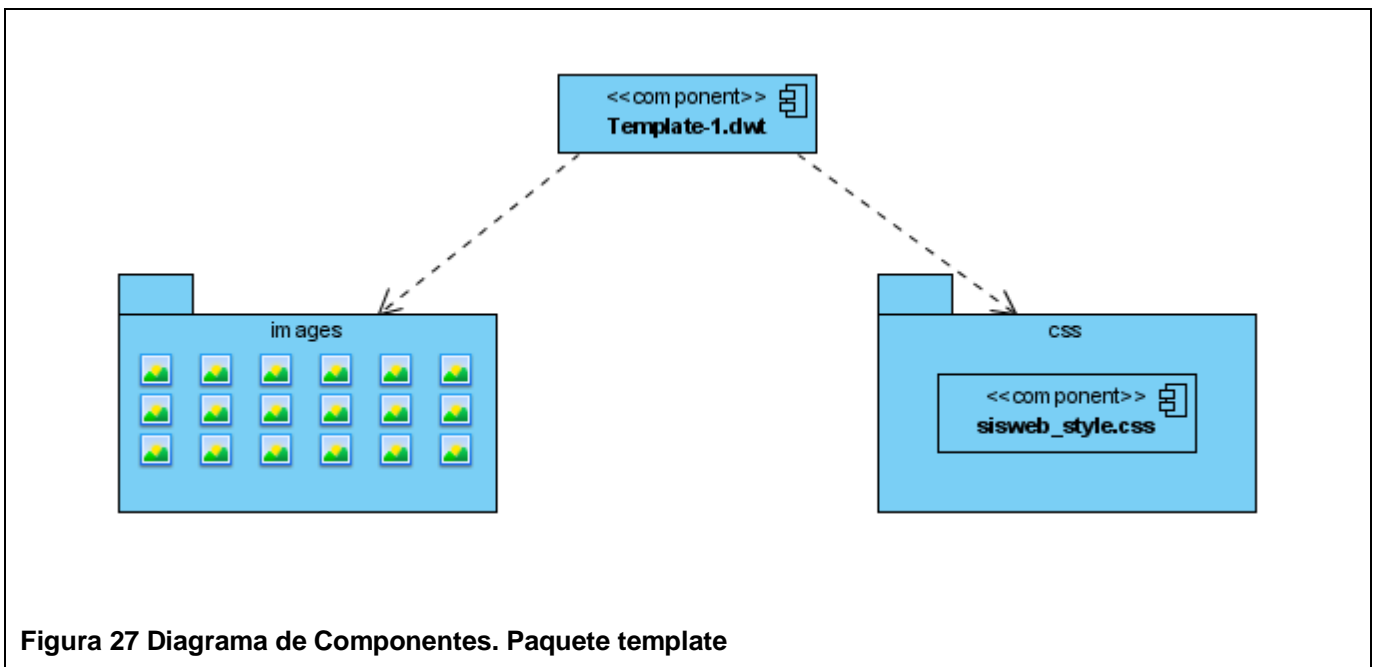 <<component>>
Template-1.dwt
images
css
<<component>>
sisweb_style.css
Figura 27 Diagrama de Componentes. Paquete template